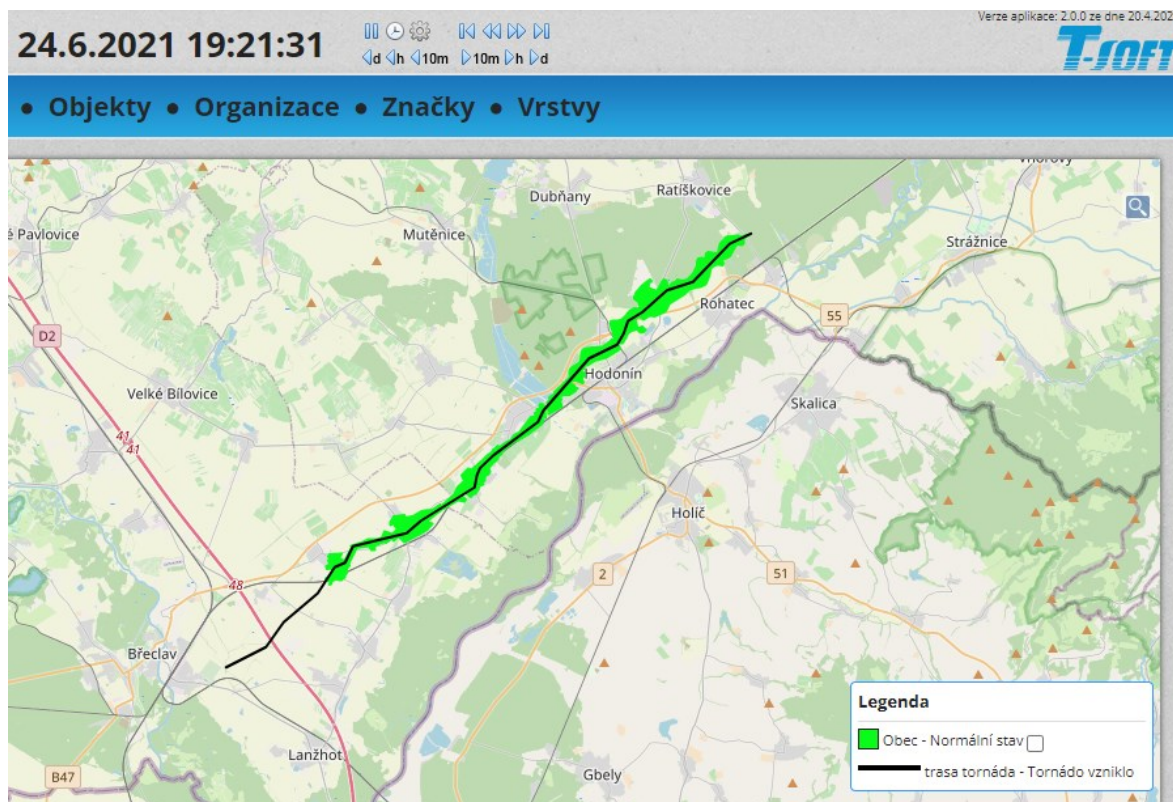 Verze aplikace: 2.0.0 ze dne 20.4.202
24.6.2021 19:21:31
d h 10m 10m h d
T-SOFT
• Objekty • Organizace • Značky • Vrstvy
Ratíškovice
Dubňany
é Pavlovice
Mutěnice
Strážnice
Rohatec
55
D2
Hodonín
Velké Bílovice
Skalica
41
41
Holíč
2
51
48
Břeclav
Lanžhot
Gbely
B47
Legenda
Obec - Normální stav
trasa tornáda - Tornádo vzniklo